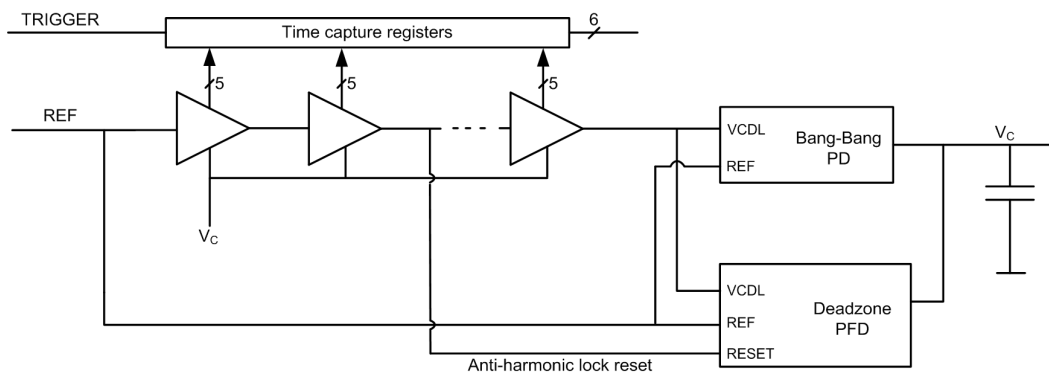 TRIGGER
Time capture registers
6
5
5
5
REF
VCDL
REF
Bang-Bang
PD
VC
VC
VCDL
REF
RESET
Deadzone
PFD
Anti-harmonic lock reset